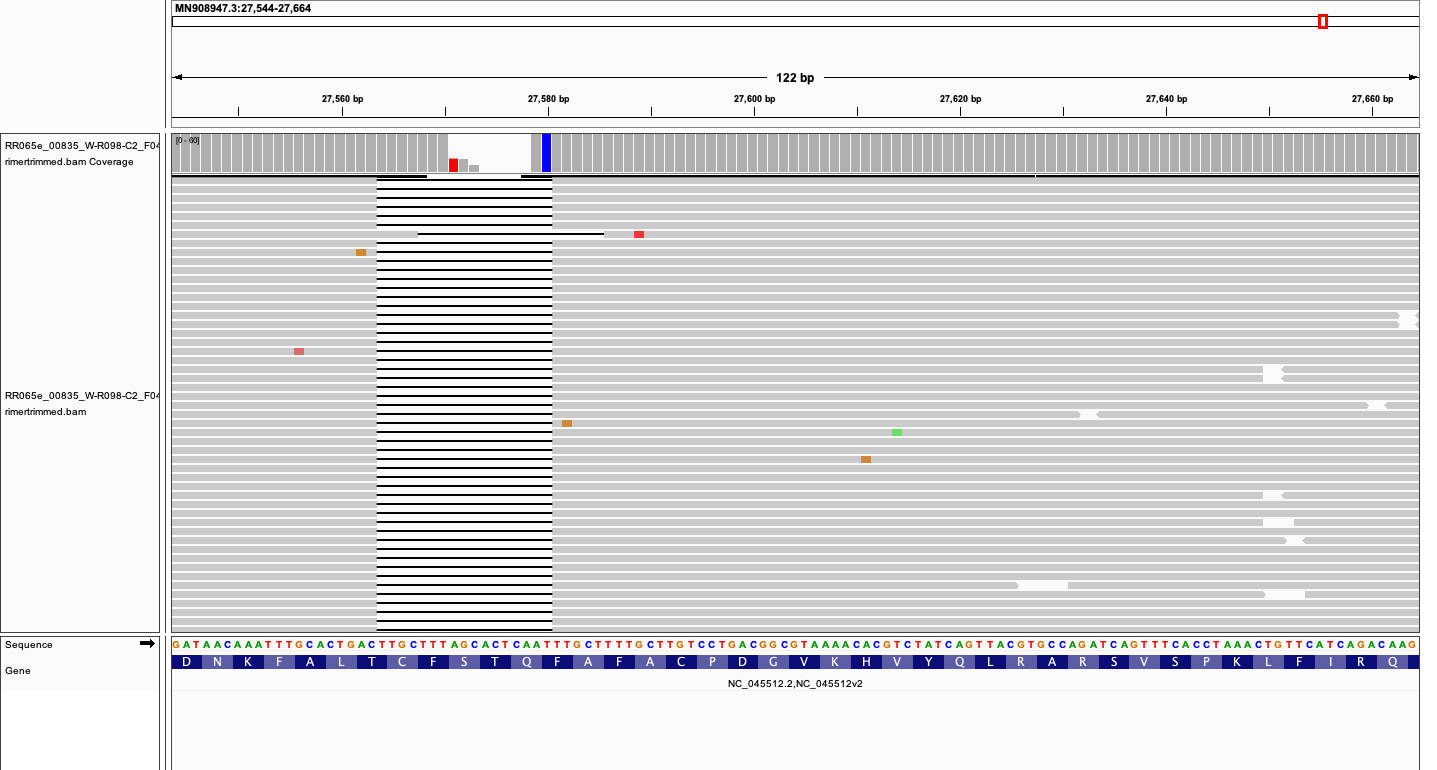 MN908947.3:27,544-27,664
122 bp
27,560 bp 27,580 bp 27,600 bp 27,620 bp 27,640 bp 27,660 bp
RR065e_00835_W-R098-C2_F04
rimertrimmed.bam Coverage
[0 - 60]
RR065e_00835_W-R098-C2_F04
rimertrimmed.bam
Sequence
GATAACAAATTTGCACTGACTTGCTTTAGCACTCAATTTGCTTTTGCTTGTCCTGACGGCGTAAAACACGTCTATCAGTTACGTGCCAGATCAGTTTCACCTAAACTGTTCATCAGACAAG
Gene
D N K F A L T C F S T Q F A F A C P D G V K H V Y Q L R A R S V S P K L F I R Q
NC_045512.2,NC_045512v2